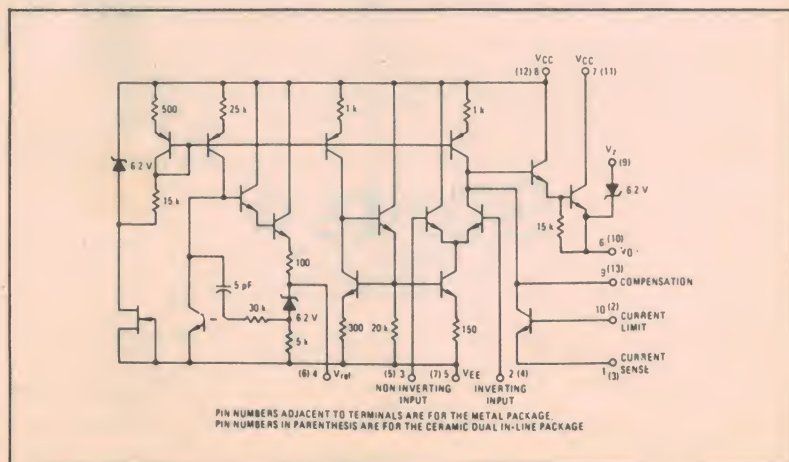 VCC VCC
(12) 8 7 (11)
500 25 k 1 k 1 k
VZ
(9)
6.2 V 6.2 V
15 k 15 k
6 (10)
VO
100 9 (13)
COMPENSATION
5 pF
30 k 6.2 V 10 (2)
CURRENT
LIMIT
5 k 300 20 k 150
1 (3) CURRENT
SENSE
(6) 4 Vref (5) 3 (7) 5 VEE 2 (4)
NON INVERTING INPUT
INVERTING INPUT
PIN NUMBERS ADJACENT TO TERMINALS ARE FOR THE METAL PACKAGE.
PIN NUMBERS IN PARENTHESIS ARE FOR THE CERAMIC DUAL IN-LINE PACKAGE